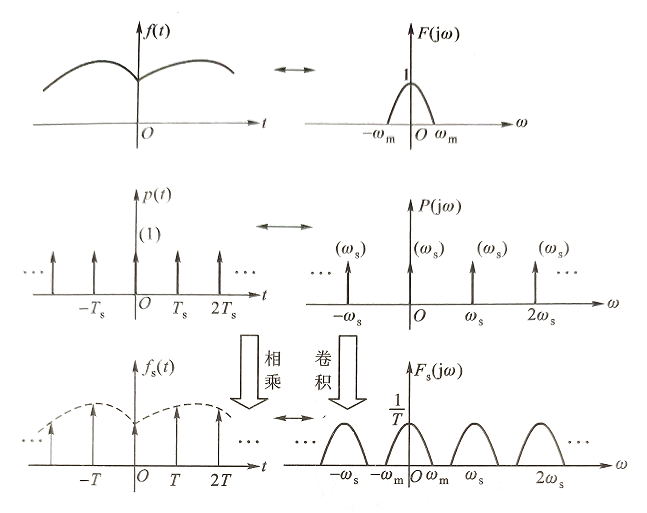 f(t)
F(jω)
1
O
t
−ωₘ
O
ωₘ
ω
p(t)
P(jω)
(1)
(ωₛ)
(ωₛ)
(ωₛ)
(ωₛ)
···
···
···
···
−Tₛ
O
Tₛ
2Tₛ
t
−ωₛ
O
ωₛ
2ωₛ
ω
相乘
卷积
fₛ(t)
Fₛ(jω)
1/T
···
···
···
···
−T
O
T
2T
t
−ωₛ
−ωₘ
O
ωₘ
ωₛ
2ωₛ
ω